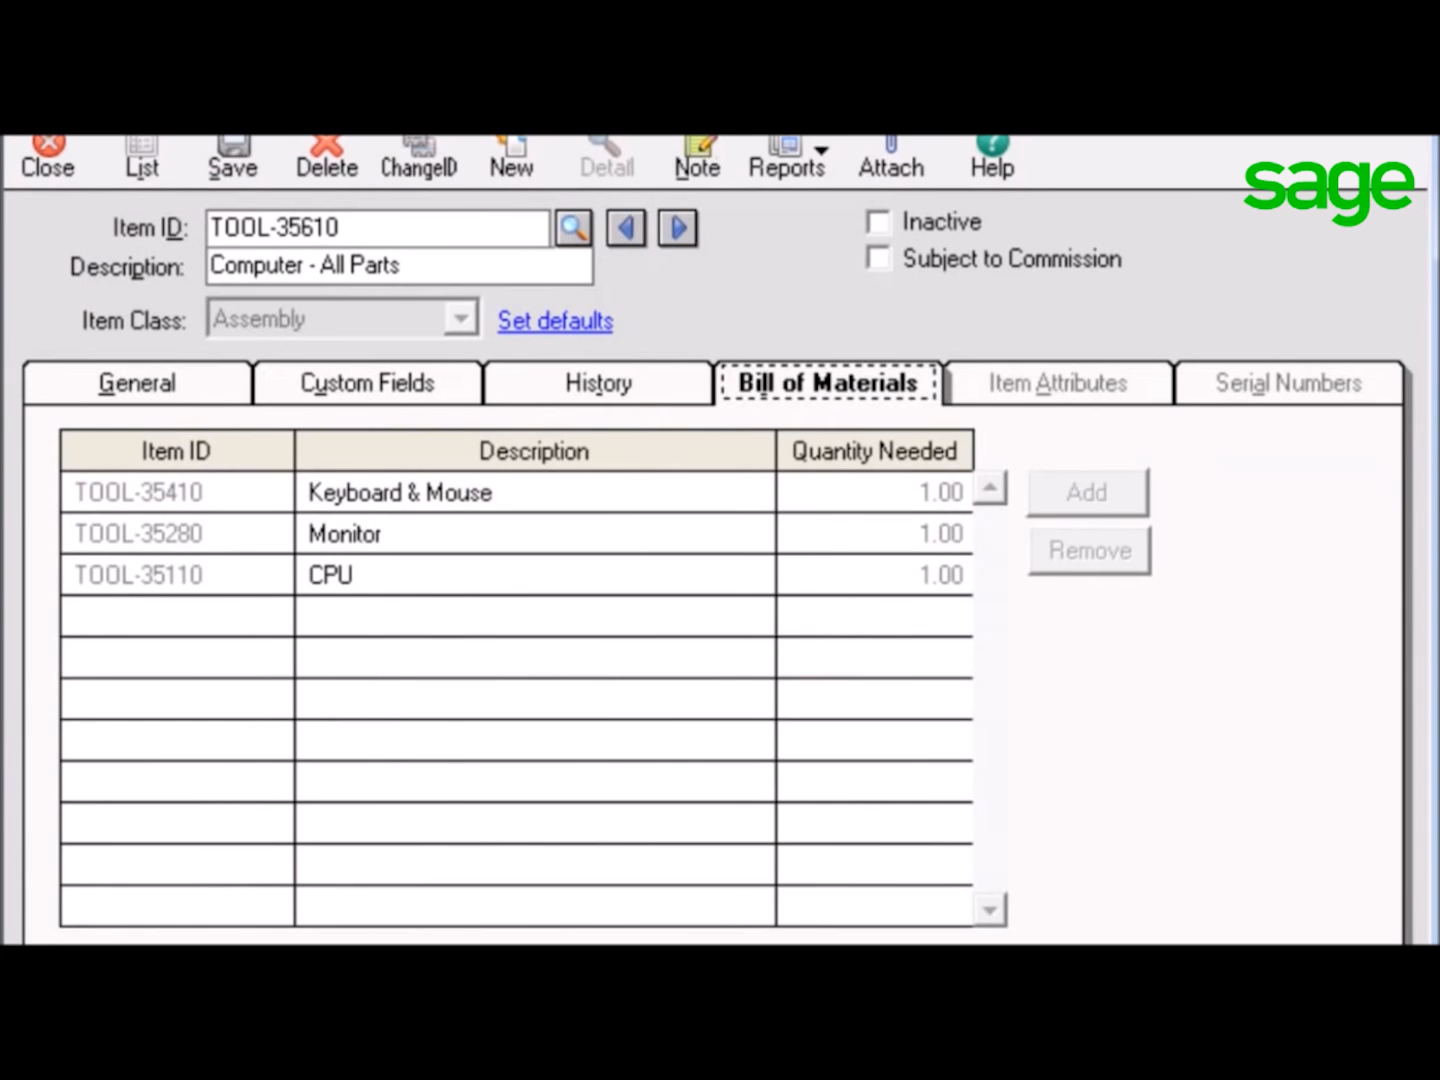 Close List Save Delete ChangeID New Detail Note Reports Attach Help
sage
Item ID: TOOL-35610
Inactive
Description: Computer - All Parts
Subject to Commission
Item Class: Assembly Set defaults
General Custom Fields History Bill of Materials Item Attributes Serial Numbers
Item ID Description Quantity Needed
TOOL-35410 Keyboard & Mouse 1.00 Add
TOOL-35280 Monitor 1.00 Remove
TOOL-35110 CPU 1.00